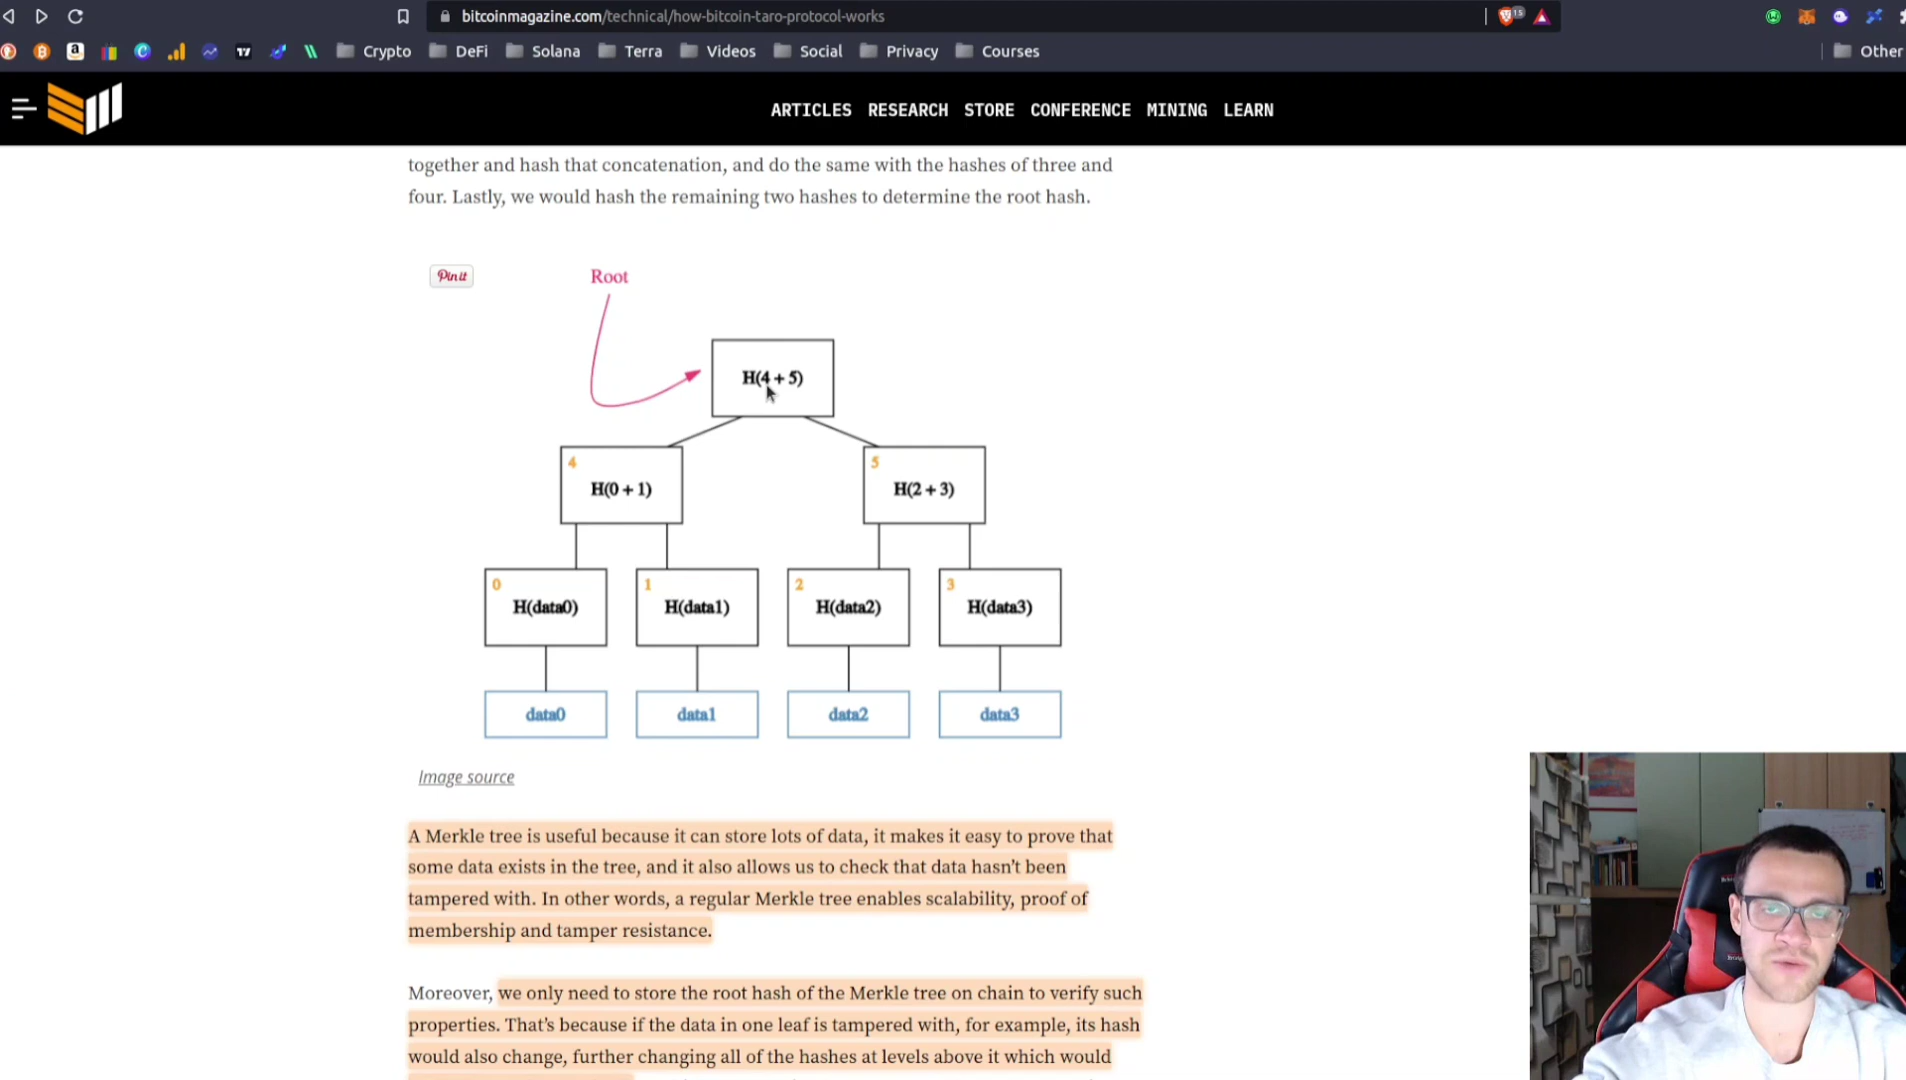 bitcoinmagazine.com/technical/how-bitcoin-taro-protocol-works
15
Crypto DeFi Solana Terra Videos Social Privacy Courses Other
ARTICLES RESEARCH STORE CONFERENCE MINING LEARN
together and hash that concatenation, and do the same with the hashes of three and
four. Lastly, we would hash the remaining two hashes to determine the root hash.
Pin it
Root
H(4 + 5)
4
H(0 + 1)
5
H(2 + 3)
0
H(data0)
1
H(data1)
2
H(data2)
3
H(data3)
data0 data1 data2 data3
Image source
A Merkle tree is useful because it can store lots of data, it makes it easy to prove that
some data exists in the tree, and it also allows us to check that data hasn’t been
tampered with. In other words, a regular Merkle tree enables scalability, proof of
membership and tamper resistance.
Moreover, we only need to store the root hash of the Merkle tree on chain to verify such
properties. That’s because if the data in one leaf is tampered with, for example, its hash
would also change, further changing all of the hashes at levels above it which would